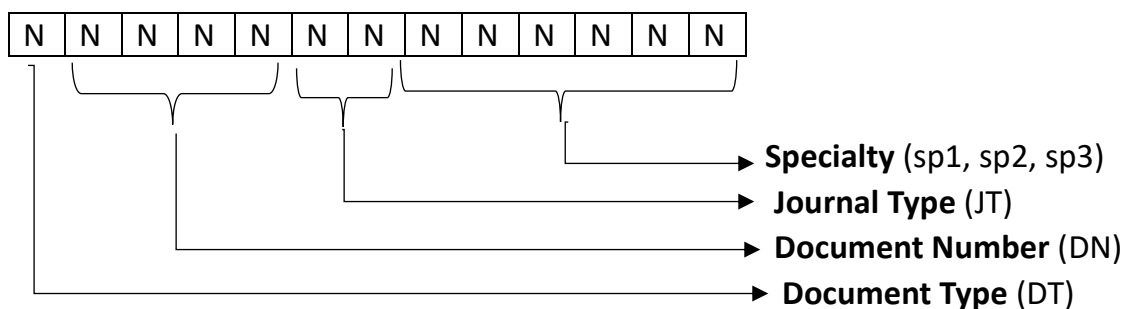 N N N N N N N N N N N N N
Specialty (sp1, sp2, sp3)
Journal Type (JT)
Document Number (DN)
Document Type (DT)